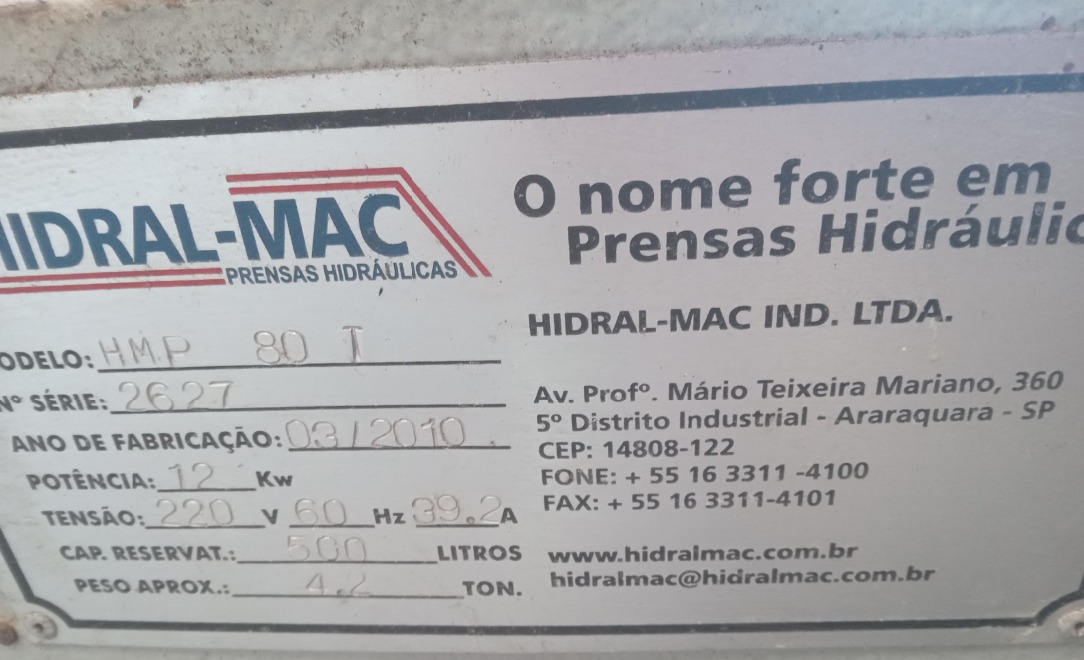 HIDRAL-MAC
PRENSAS HIDRÁULICAS
O nome forte em
Prensas Hidráulic
HIDRAL-MAC IND. LTDA.
ODELO: HMP 80 T
Nº SÉRIE: 2627
ANO DE FABRICAÇÃO: 03/2010.
POTÊNCIA: 12 Kw
TENSÃO: 220 V 60 Hz 39.2 A
CAP. RESERVAT.: 500 LITROS
PESO APROX.: 4.2 TON.
Av. Profº. Mário Teixeira Mariano, 360
5º Distrito Industrial - Araraquara - SP
CEP: 14808-122
FONE: + 55 16 3311 -4100
FAX: + 55 16 3311-4101
www.hidralmac.com.br
hidralmac@hidralmac.com.br